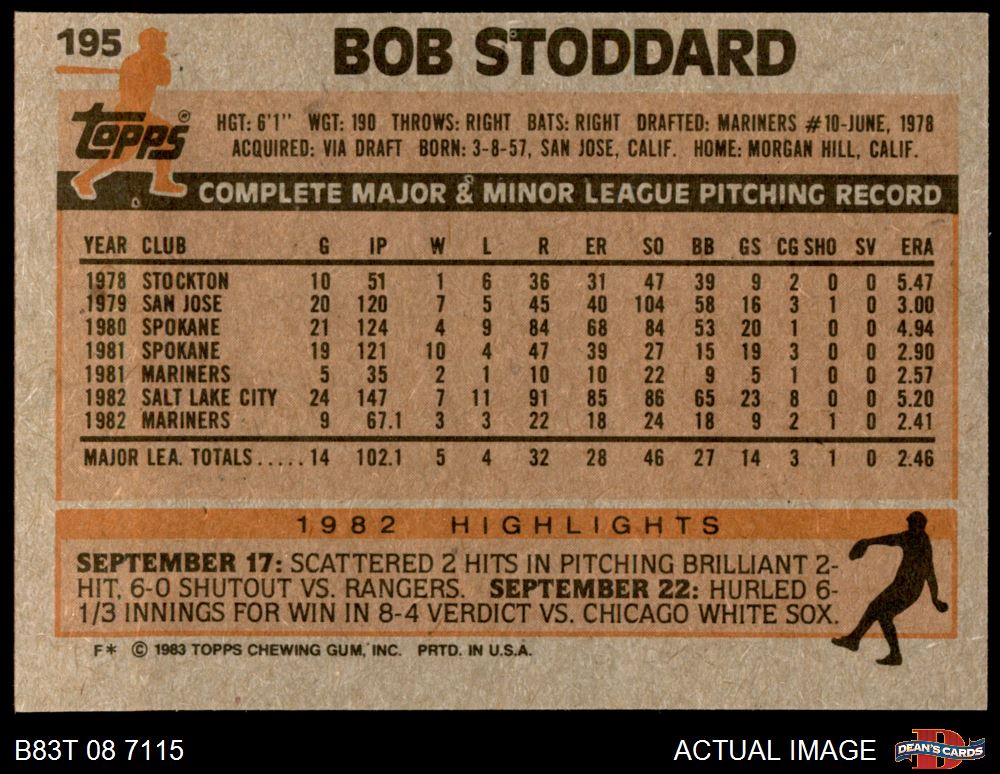 195
BOB STODDARD
TOPPS®
HGT: 6'1" WGT: 190 THROWS: RIGHT BATS: RIGHT DRAFTED: MARINERS #10-JUNE, 1978
ACQUIRED: VIA DRAFT BORN: 3-8-57, SAN JOSE, CALIF. HOME: MORGAN HILL, CALIF.
COMPLETE MAJOR & MINOR LEAGUE PITCHING RECORD
YEAR CLUB G IP W L R ER SO BB GS CG SHO SV ERA
1978 STOCKTON 10 51 1 6 36 31 47 39 9 2 0 0 5.47
1979 SAN JOSE 20 120 7 5 45 40 104 58 16 3 1 0 3.00
1980 SPOKANE 21 124 4 9 84 68 84 53 20 1 0 0 4.94
1981 SPOKANE 19 121 10 4 47 39 27 15 19 3 0 0 2.90
1981 MARINERS 5 35 2 1 10 10 22 9 5 1 0 0 2.57
1982 SALT LAKE CITY 24 147 7 11 91 85 86 65 23 8 0 0 5.20
1982 MARINERS 9 67.1 3 3 22 18 24 18 9 2 1 0 2.41
MAJOR LEA. TOTALS.....14 102.1 5 4 32 28 46 27 14 3 1 0 2.46
1982 HIGHLIGHTS
SEPTEMBER 17: SCATTERED 2 HITS IN PITCHING BRILLIANT 2-
HIT, 6-0 SHUTOUT VS. RANGERS. SEPTEMBER 22: HURLED 6-
1/3 INNINGS FOR WIN IN 8-4 VERDICT VS. CHICAGO WHITE SOX.
F* © 1983 TOPPS CHEWING GUM, INC. PRTD. IN U.S.A.
B83T 08 7115
ACTUAL IMAGE
D
DEAN'S CARDS